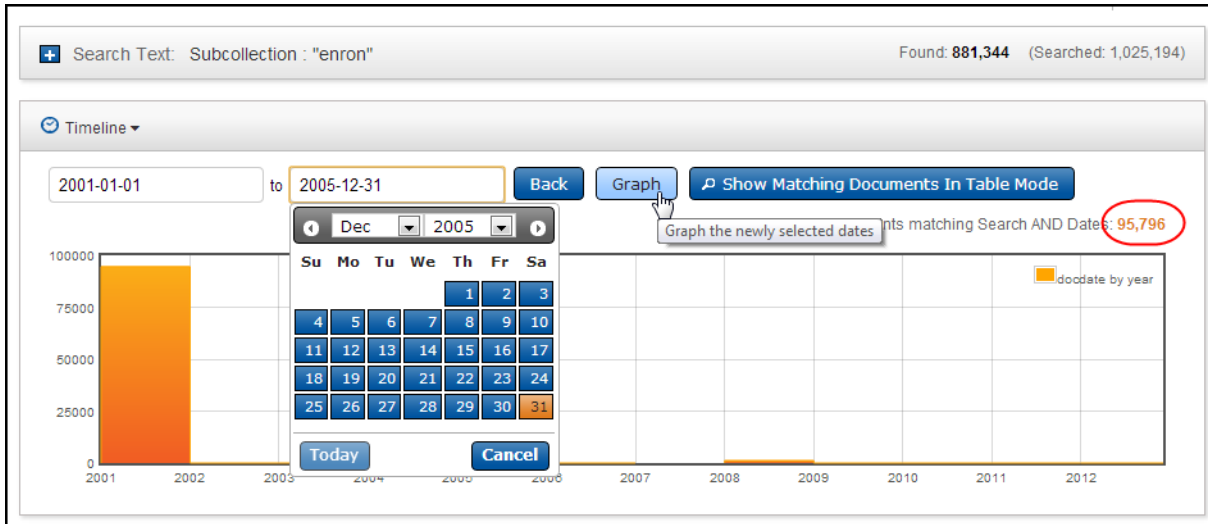 Search Text: Subcollection : "enron" Found: 881,344 (Searched: 1,025,194)
Timeline
2001-01-01 to 2005-12-31 Back Graph Show Matching Documents In Table Mode
nts matching Search AND Dates: 95,796
Graph the newly selected dates
Dec 2005
Su Mo Tu We Th Fr Sa
1 2 3
4 5 6 7 8 9 10
11 12 13 14 15 16 17
18 19 20 21 22 23 24
25 26 27 28 29 30 31
Today Cancel
100000
75000
50000
25000
0
docdate by year
2001 2002 2003 2004 2005 2006 2007 2008 2009 2010 2011 2012